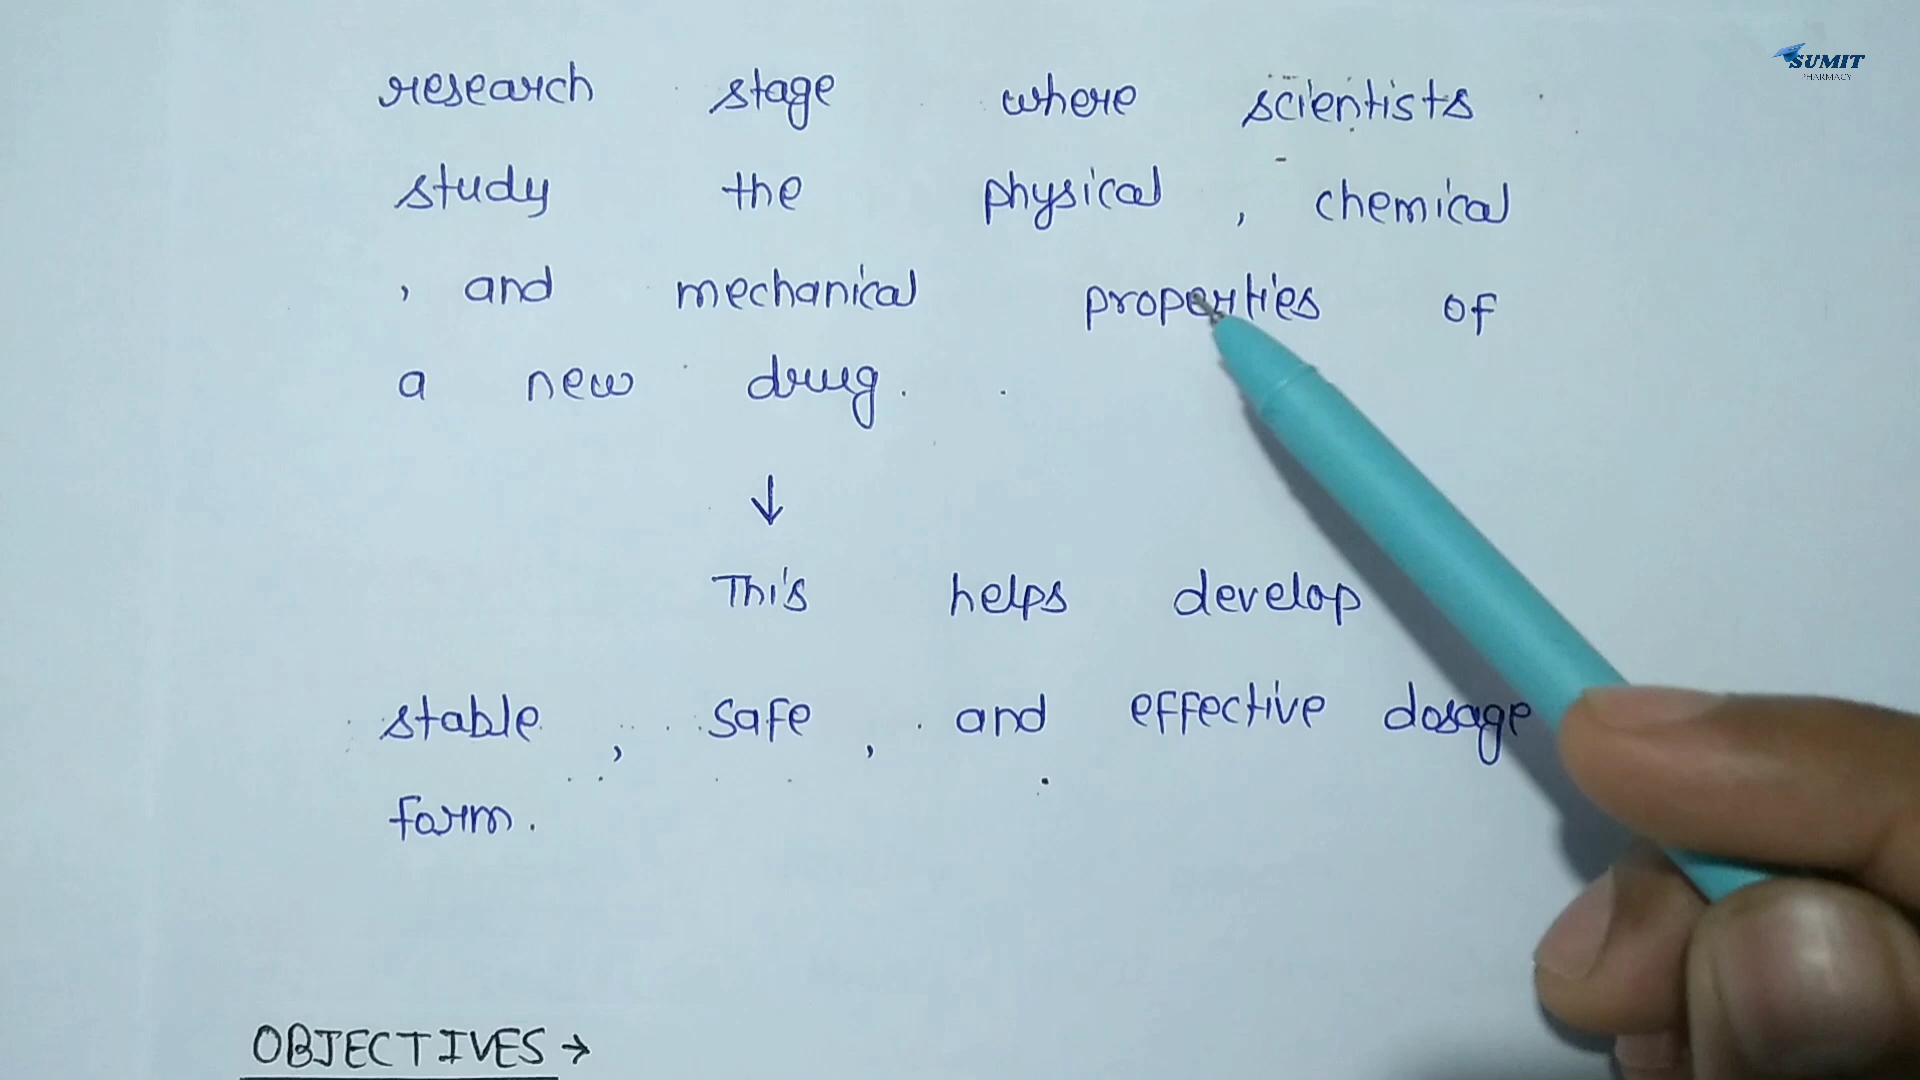 SUMIT
PHARMACY
research stage where scientists
study the physical, chemical
, and mechanical properties of
a new drug.
↓
This helps develop
stable, safe, and effective dosage
form.
OBJECTIVES →